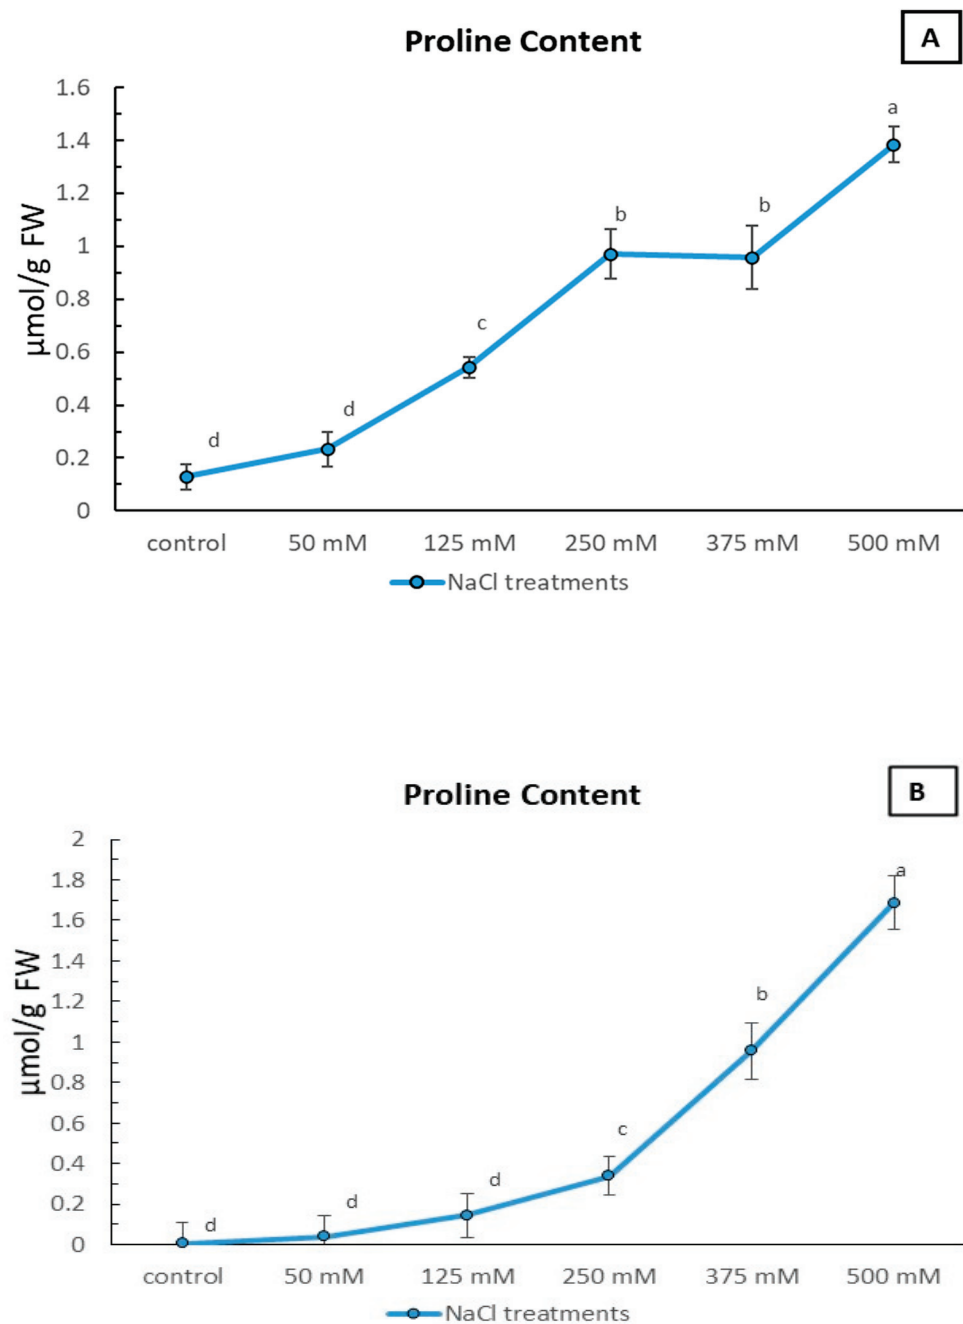 Proline Content
A
1.6
a
1.4
1.2
b
b
1
0.8
c
0.6
d
0.4
d
0.2
0
µmol/g FW
control 50 mM 125 mM 250 mM 375 mM 500 mM
NaCl treatments
Proline Content
B
2
1.8
a
1.6
1.4
1.2
b
1
0.8
0.6
c
0.4
d
d
0.2
d
0
µmol/g FW
control 50 mM 125 mM 250 mM 375 mM 500 mM
NaCl treatments